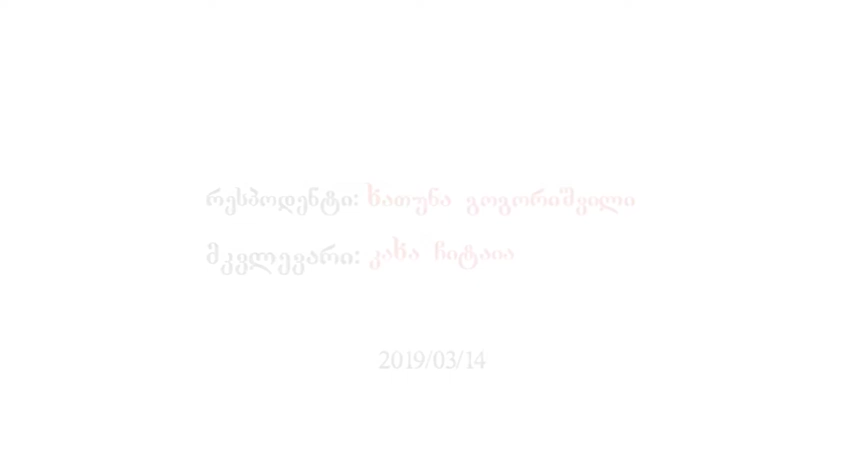 რესპოდენტი: ხათუნა გოგორიშვილი
მკვლევარი: კახა ჩიტაია
2019/03/14